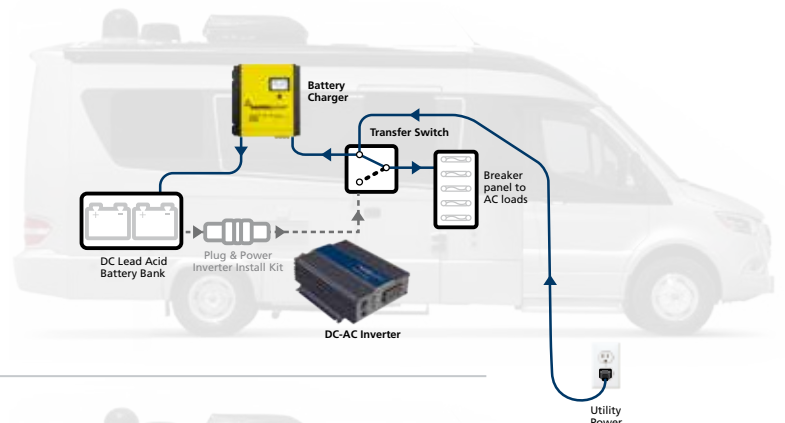 Battery
Charger
Transfer Switch
Breaker
panel to
AC loads
DC Lead Acid
Battery Bank
Plug & Power
Inverter Install Kit
DC-AC Inverter
Utility
Power